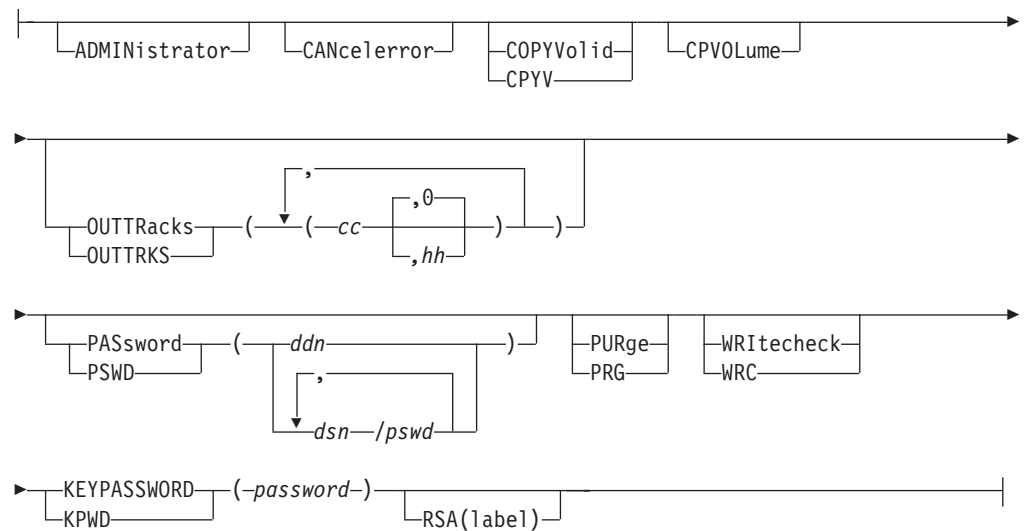 ADMINistrator CANcelerror COPYVolid CPVOLume
CPYV
,
,0
OUTTRacks ( ( cc ) )
OUTTRKS ,hh
PASsword ( ddn ) PURge WRItecheck
PSWD , PRG WRC
dsn /pswd
KEYPASSWORD (password)
KPWD RSA(label)